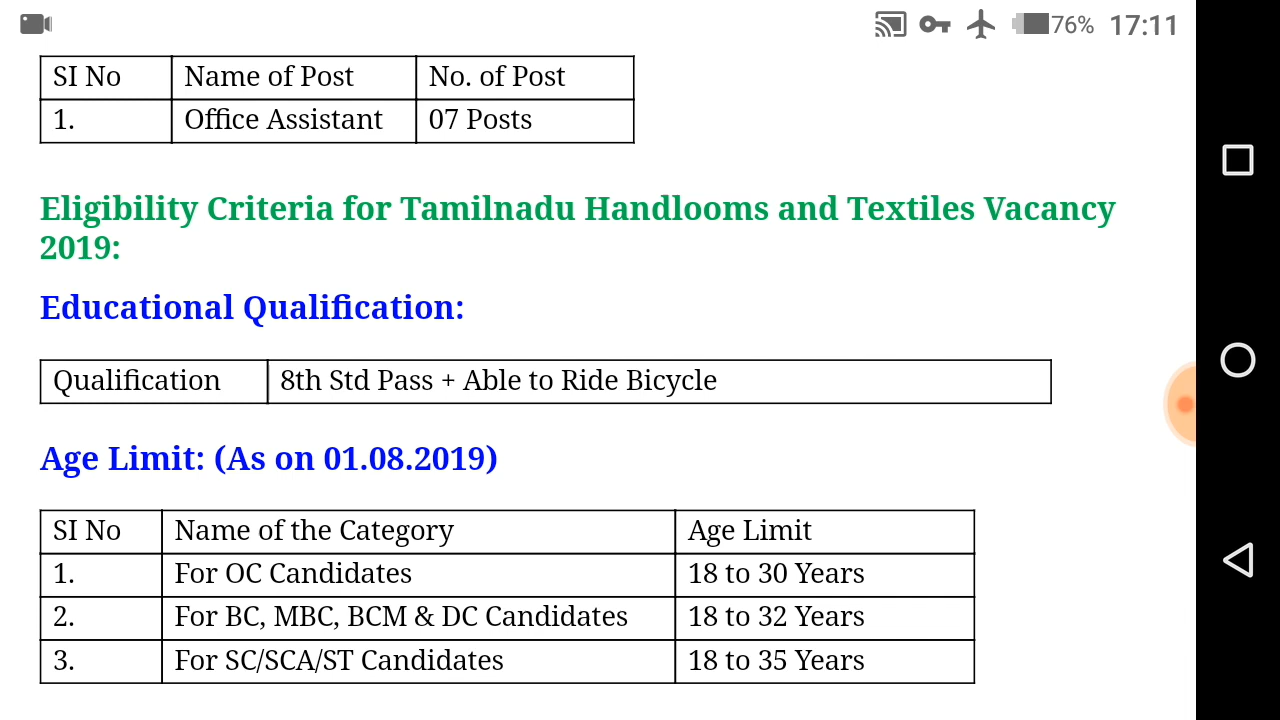 76% 17:11
SI No Name of Post No. of Post
1. Office Assistant 07 Posts
Eligibility Criteria for Tamilnadu Handlooms and Textiles Vacancy
2019:
Educational Qualification:
Qualification 8th Std Pass + Able to Ride Bicycle
Age Limit: (As on 01.08.2019)
SI No Name of the Category Age Limit
1. For OC Candidates 18 to 30 Years
2. For BC, MBC, BCM & DC Candidates 18 to 32 Years
3. For SC/SCA/ST Candidates 18 to 35 Years